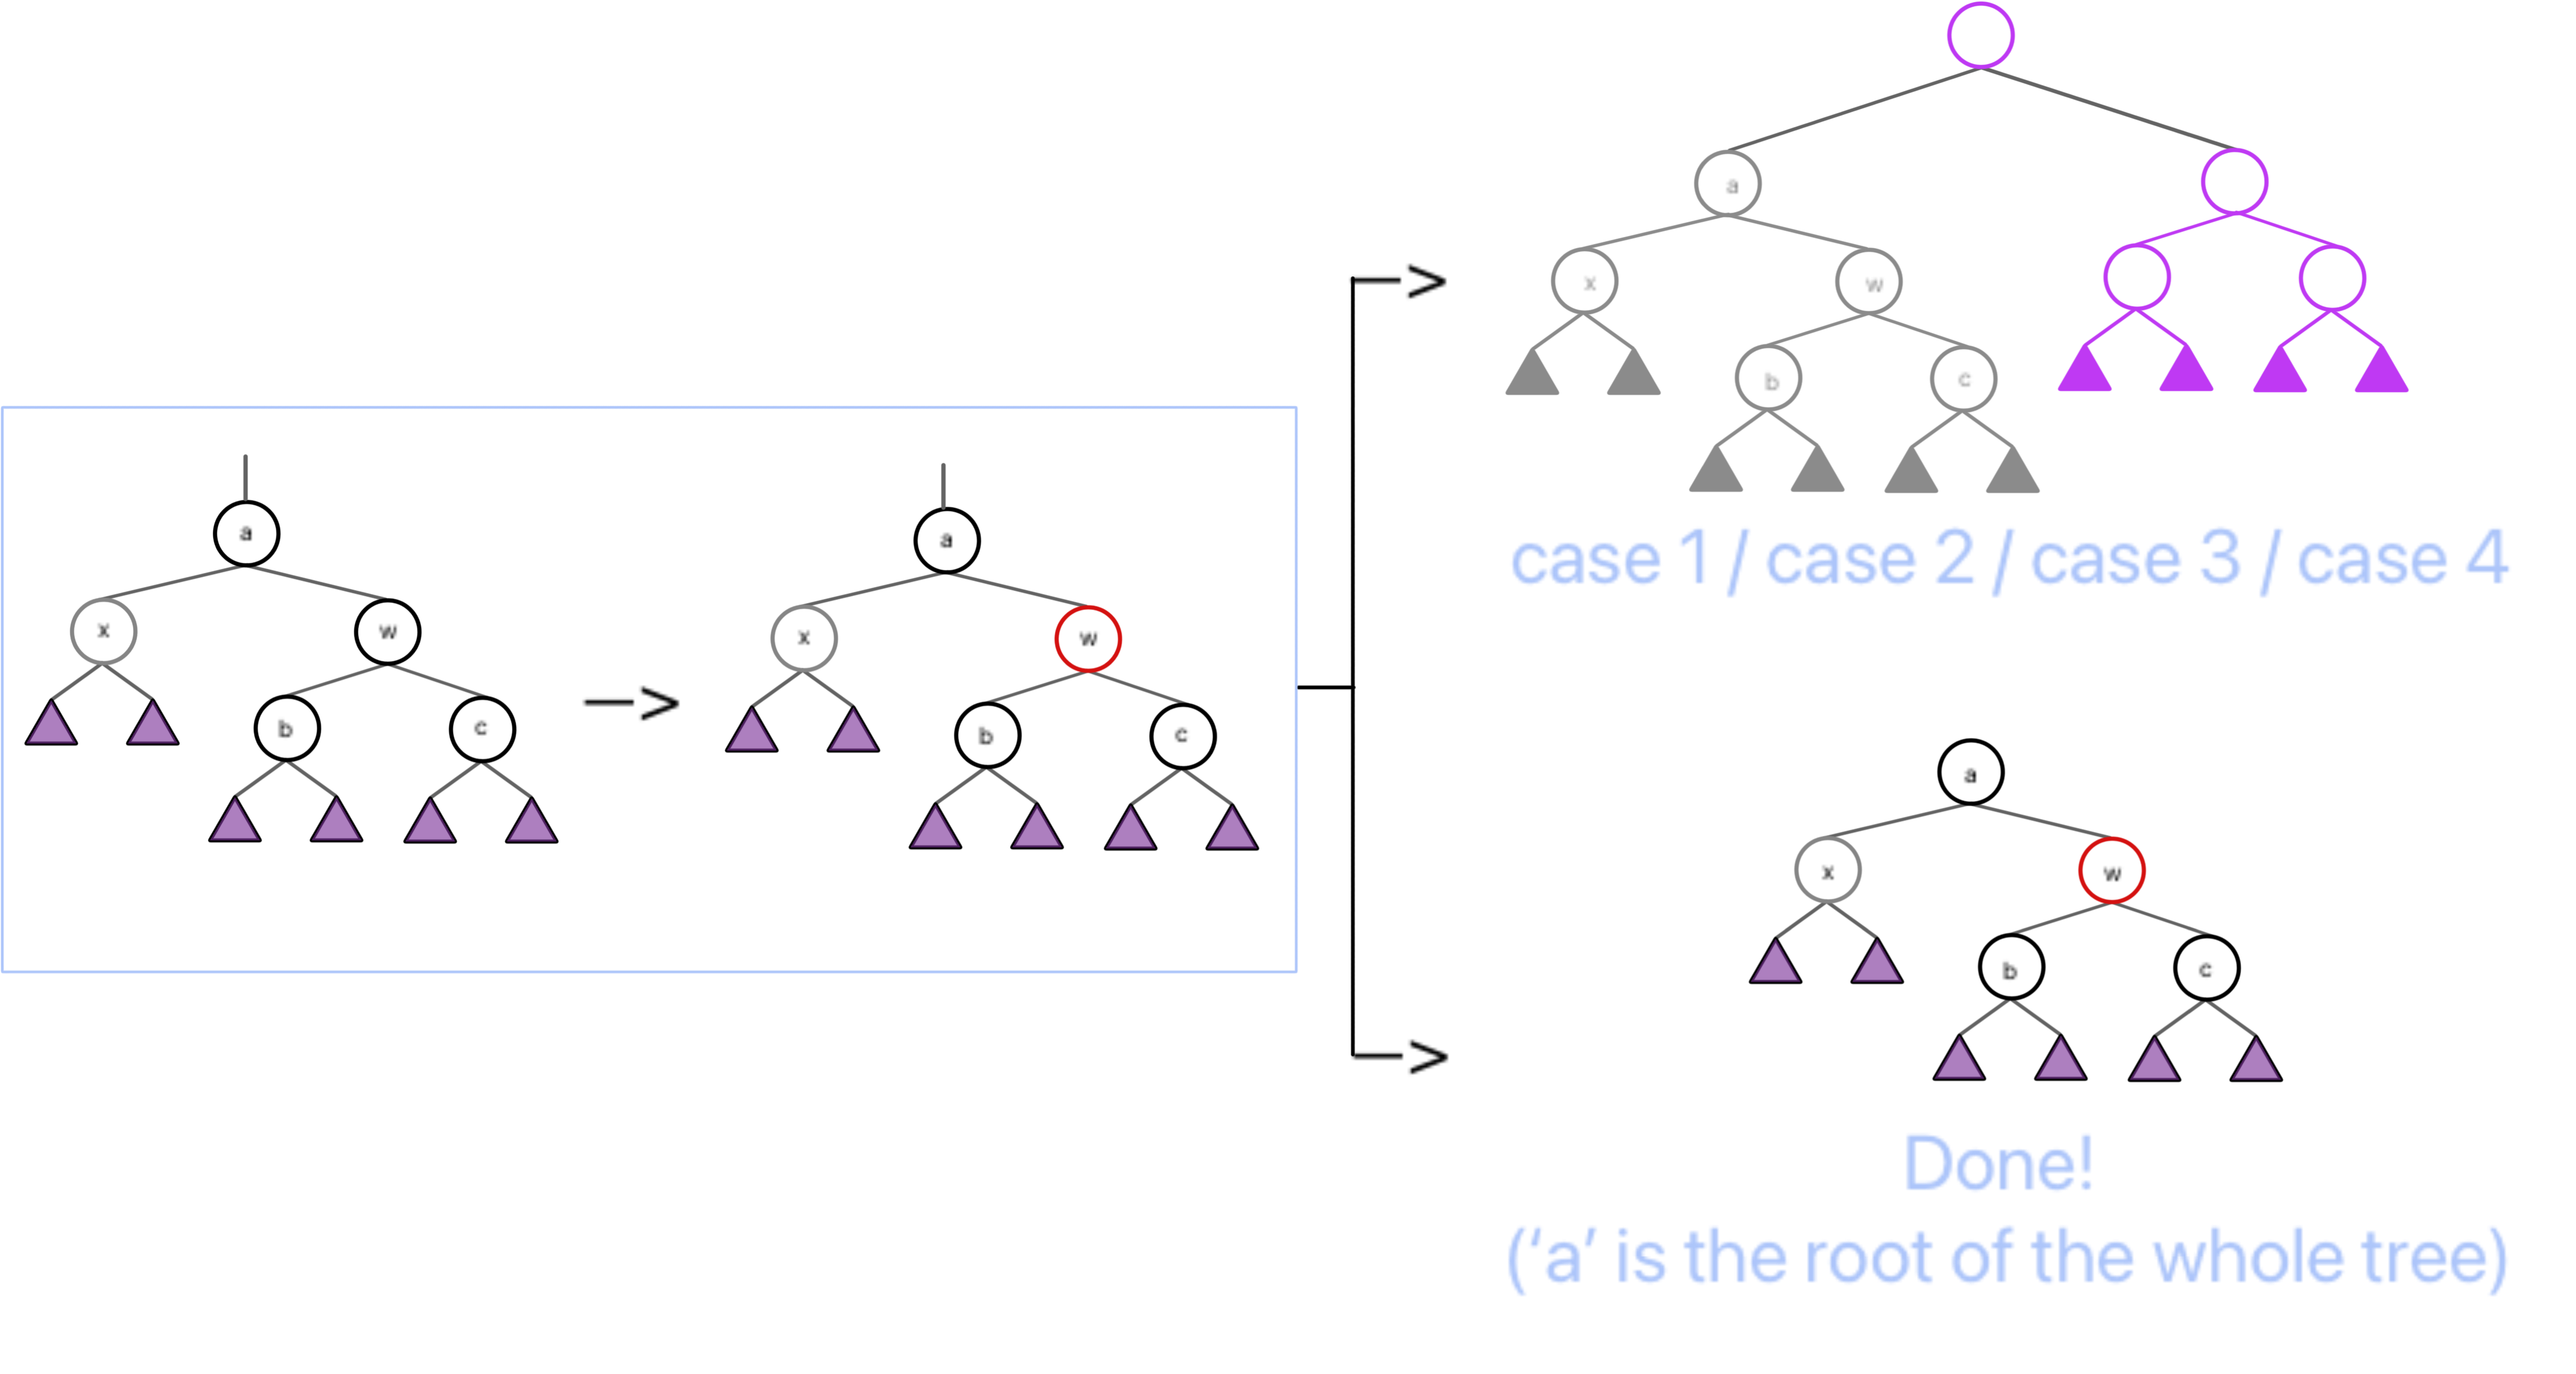 a
x
w
b
c
—>
a
x
w
b
c
—>
a
x
w
b
c
case 1 / case 2 / case 3 / case 4
—>
a
x
w
b
c
Done!
(‘a’ is the root of the whole tree)